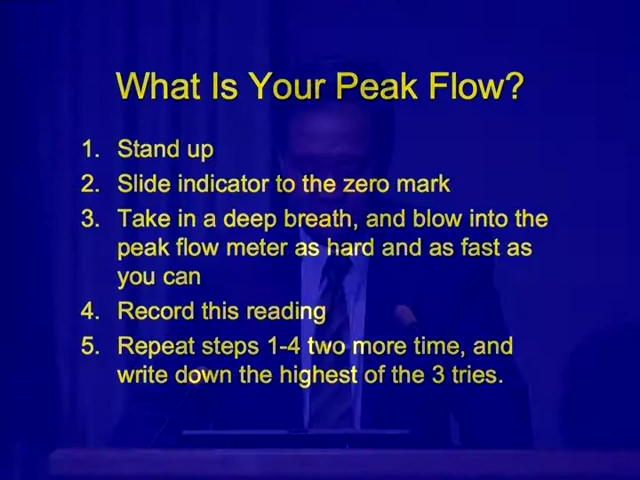 What Is Your Peak Flow?
1. Stand up
2. Slide indicator to the zero mark
3. Take in a deep breath, and blow into the
peak flow meter as hard and as fast as
you can
4. Record this reading
5. Repeat steps 1-4 two more time, and
write down the highest of the 3 tries.